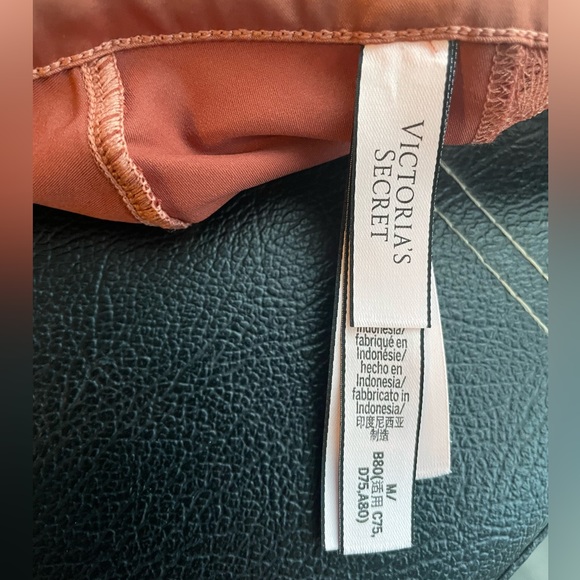 VICTORIA'S
SECRET
Indonesia/
fabriqué en
Indonésie/
hecho en
Indonesia/
fabbricato in
Indonesia/
印度尼西亚
制造
M/
B80(适用 C75,
D75,A80)